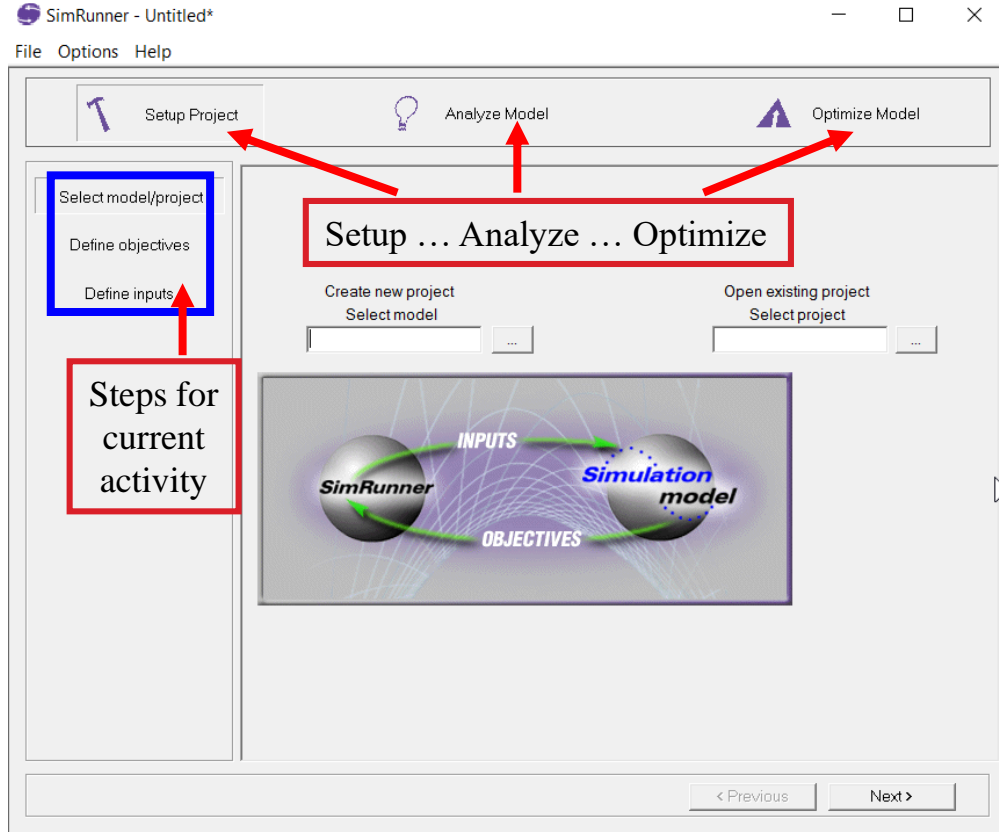 SimRunner - Untitled*
File Options Help
Setup Project
Analyze Model
Optimize Model
Select model/project
Define objectives
Define inputs
Setup … Analyze … Optimize
Create new project
Select model
...
Open existing project
Select project
...
Steps for
current
activity
INPUTS
SimRunner
Simulation
model
OBJECTIVES
< Previous
Next >